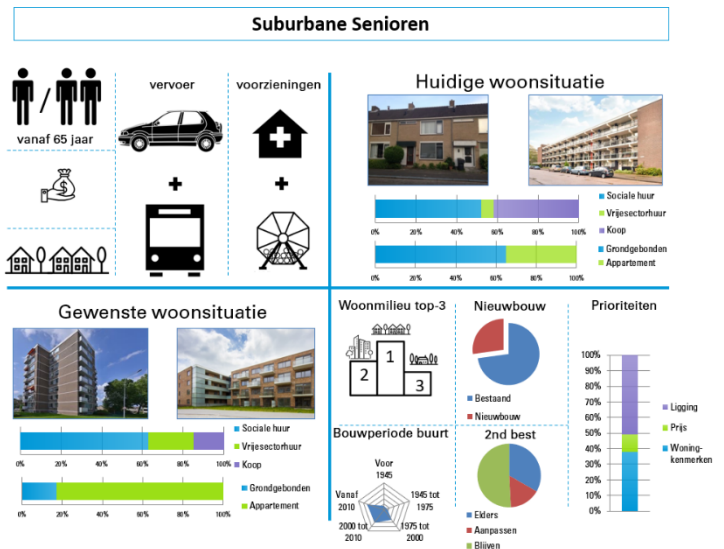 Suburbane Senioren
vanaf 65 jaar
vervoer
voorzieningen
Huidige woonsituatie
Sociale huur
Vrijesectorhuur
Koop
0% 20% 40% 60% 80% 100%
Grondgebonden
Appartement
0% 20% 40% 60% 80% 100%
Gewenste woonsituatie
Sociale huur
Vrijesectorhuur
Koop
0% 20% 40% 60% 80% 100%
Grondgebonden
Appartement
0% 20% 40% 60% 80% 100%
Woonmilieu top-3
2 1 3
Nieuwbouw
Bestaand
Nieuwbouw
Bouwperiode buurt
Voor
1945
1945 tot
1975
1975 tot
2000
2000 tot
2010
Vanaf
2010
2nd best
Elders
Aanpassen
Blijven
Prioriteiten
100%
90%
80%
70%
60%
50%
40%
30%
20%
10%
0%
Ligging
Prijs
Woning-
kenmerken